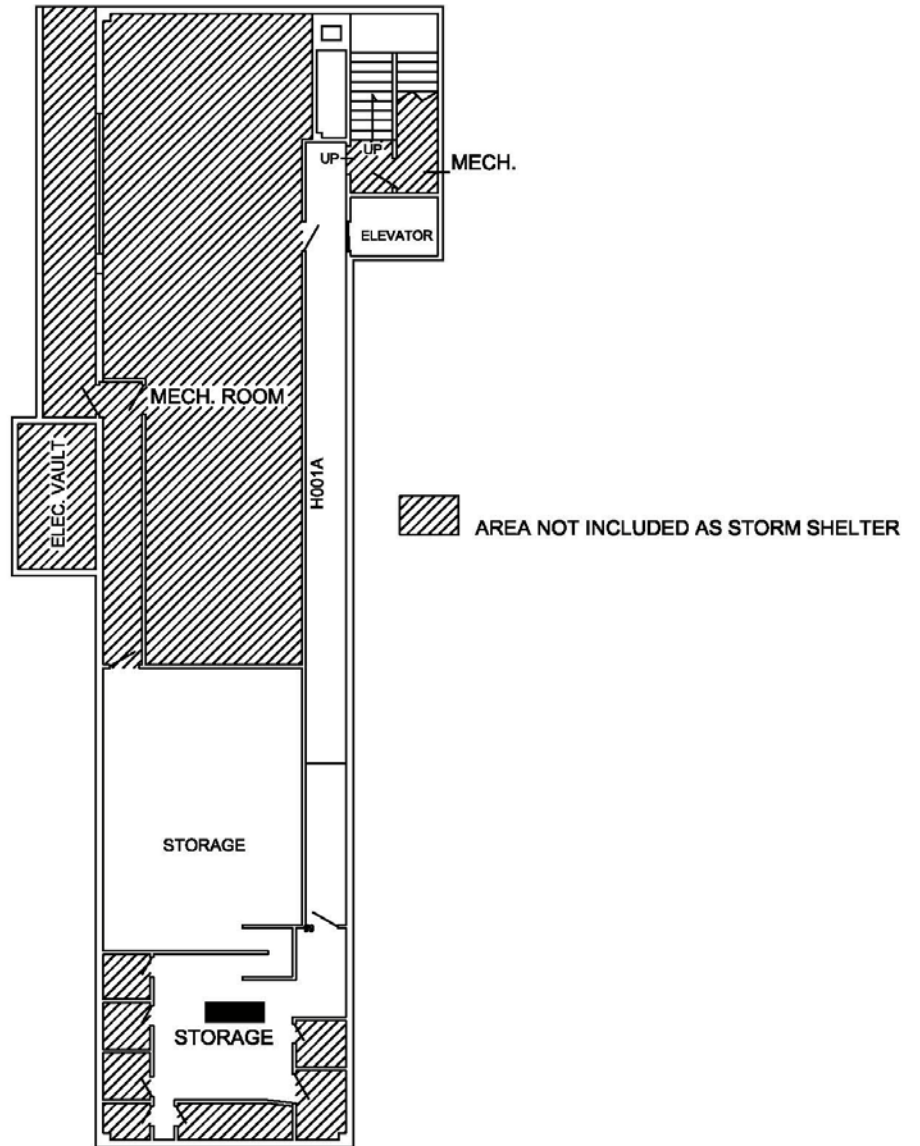 UP
UP
MECH.
ELEVATOR
MECH. ROOM
ELEC. VAULT
H001A
AREA NOT INCLUDED AS STORM SHELTER
STORAGE
STORAGE